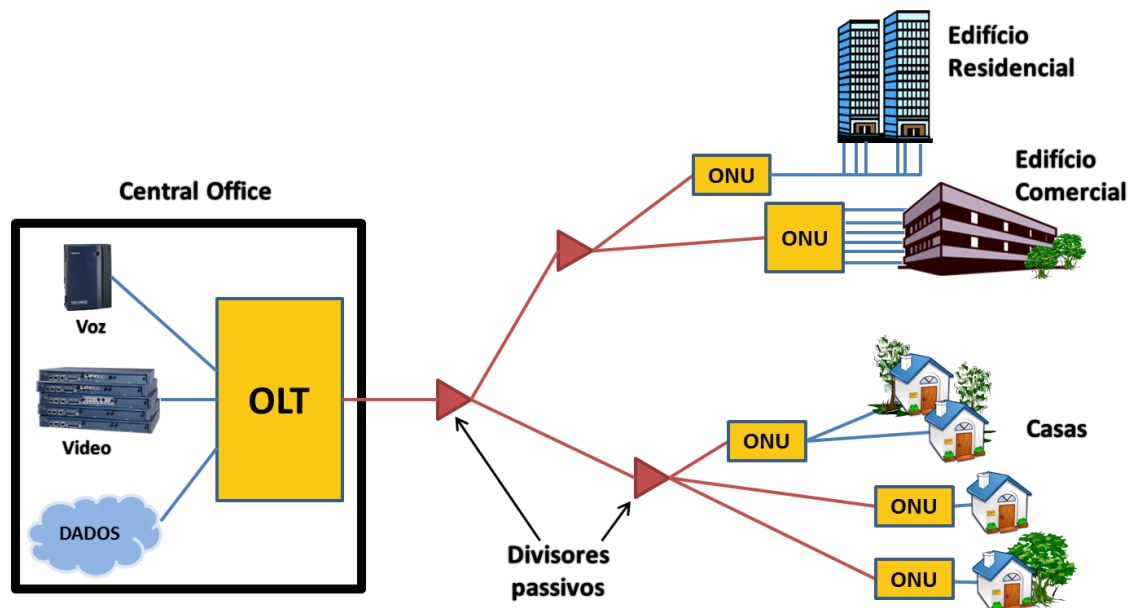 Edifício
Residencial
Edifício
Comercial
Central Office
ONU
ONU
Voz
OLT
Video
ONU
Casas
DADOS
ONU
Divisores
passivos
ONU